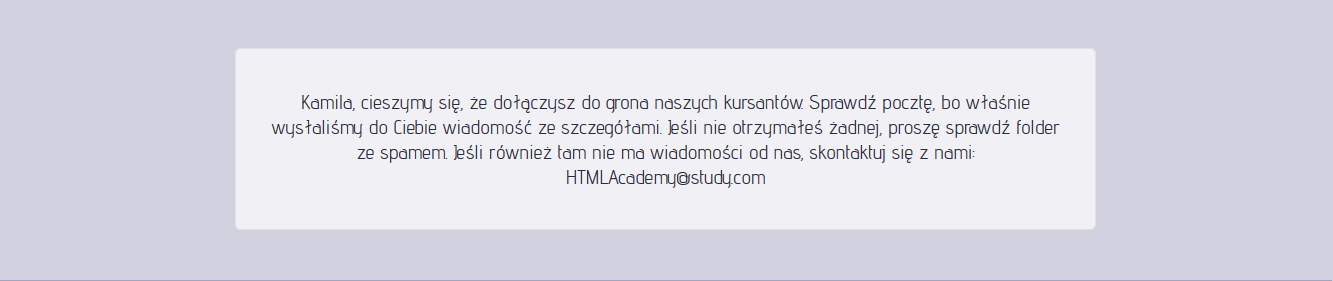 Kamila, cieszymy się, że dołączysz do grona naszych kursantów. Sprawdź pocztę, bo właśnie
wysłaliśmy do Ciebie wiadomość ze szczegółami. Jeśli nie otrzymałeś żadnej, proszę sprawdź folder
ze spamem. Jeśli również tam nie ma wiadomości od nas, skontaktuj się z nami:
HTMLAcademy@study.com